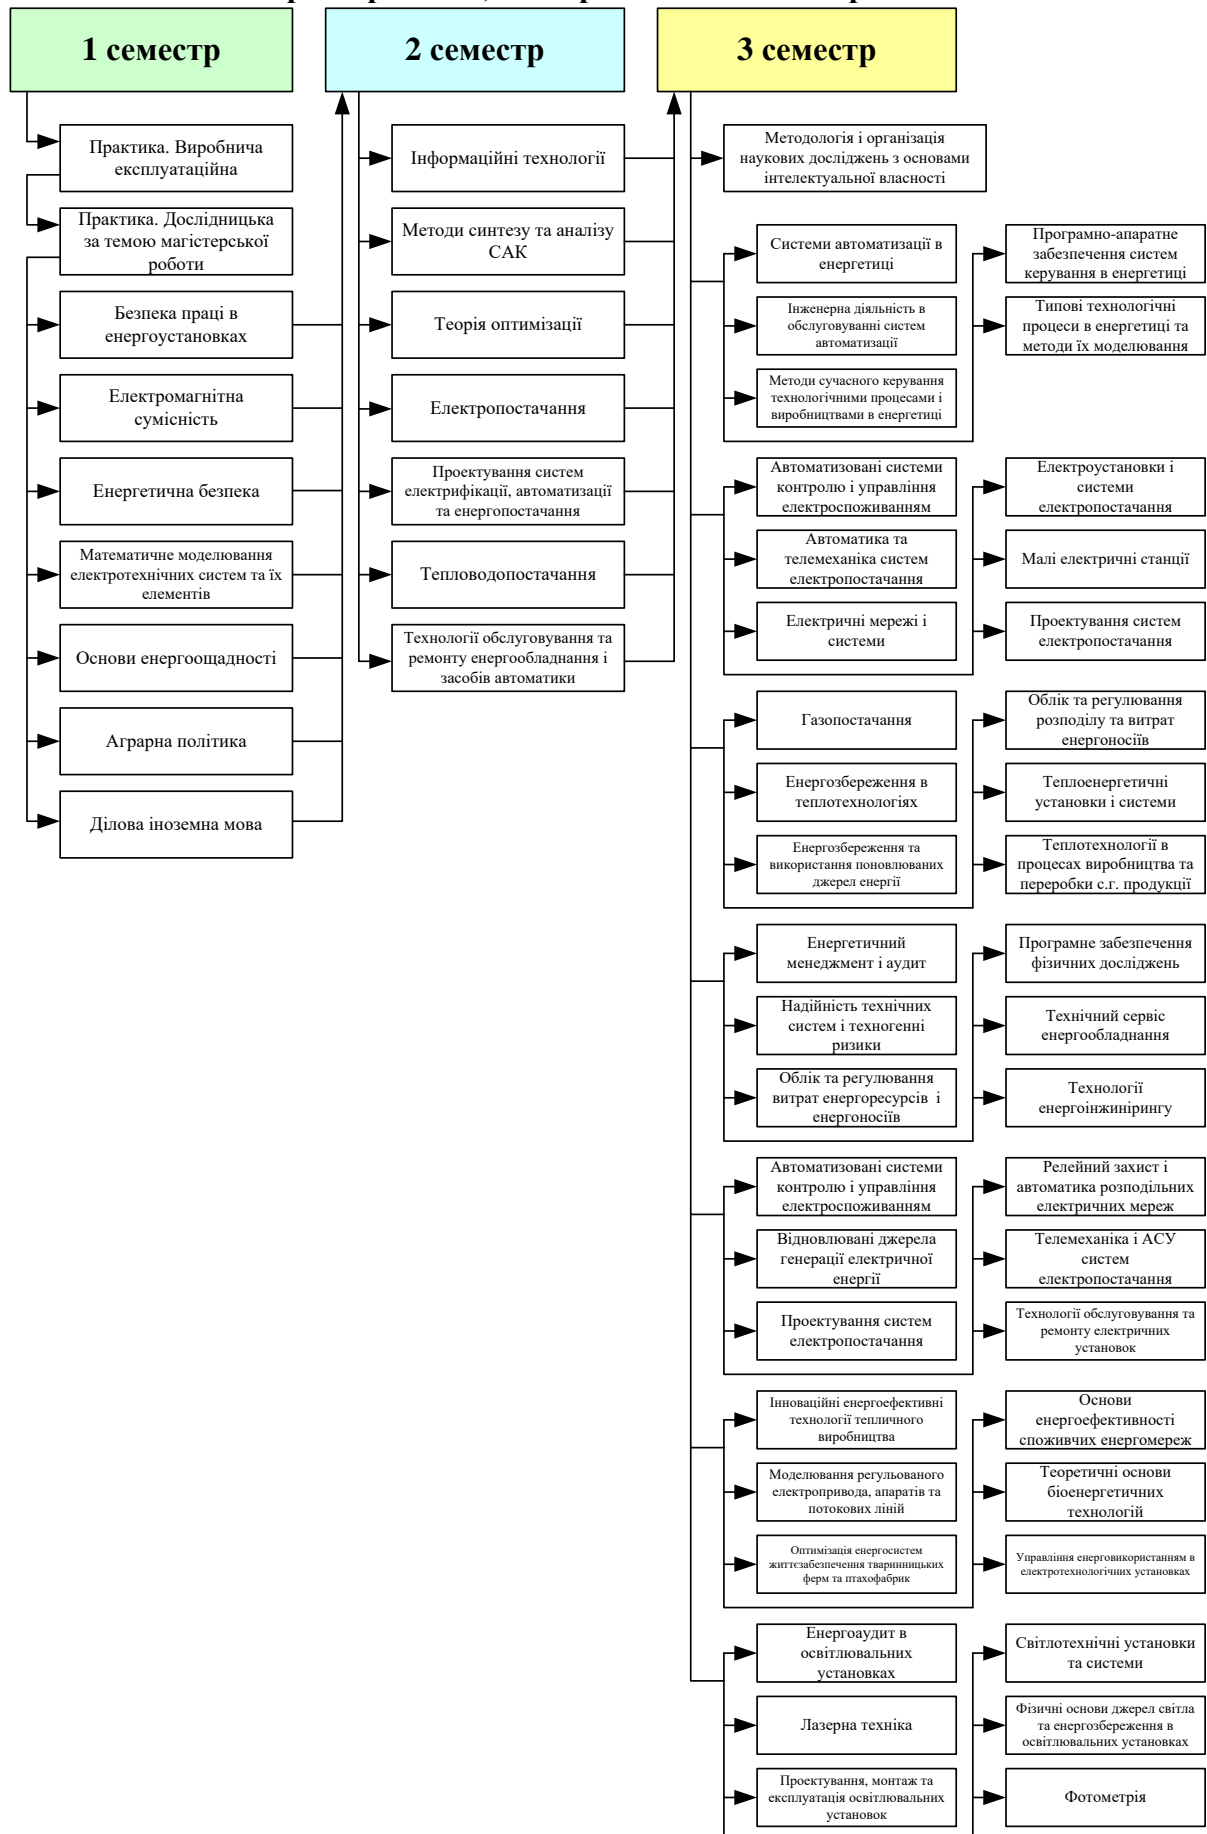 1 семестр
2 семестр
3 семестр
Практика. Виробнича
експлуатаційна
Практика. Дослідницька
за темою магістерської
роботи
Безпека праці в
енергоустановках
Електромагнітна
сумісність
Енергетична безпека
Математичне моделювання
електротехнічних систем та їх
елементів
Основи енергоощадності
Аграрна політика
Ділова іноземна мова
Інформаційні технології
Методи синтезу та аналізу
САК
Теорія оптимізації
Електропостачання
Проектування систем
електрифікації, автоматизації
та енергопостачання
Тепловодопостачання
Технології обслуговування та
ремонту енергообладнання і
засобів автоматики
Методологія і організація
наукових досліджень з основами
інтелектуальної власності
Системи автоматизації в
енергетиці
Інженерна діяльність в
обслуговуванні систем
автоматизації
Методи сучасного керування
технологічними процесами і
виробництвами в енергетиці
Програмно-апаратне
забезпечення систем
керування в енергетиці
Типові технологічні
процеси в енергетиці та
методи їх моделювання
Автоматизовані системи
контролю і управління
електроспоживанням
Автоматика та
телемеханіка систем
електропостачання
Електричні мережі і
системи
Електроустановки і
системи
електропостачання
Малі електричні станції
Проектування систем
електропостачання
Газопостачання
Енергозбереження в
теплотехнологіях
Енергозбереження та
використання поновлюваних
джерел енергії
Облік та регулювання
розподілу та витрат
енергоносіїв
Теплоенергетичні
установки і системи
Теплотехнології в
процесах виробництва та
переробки с.г. продукції
Енергетичний
менеджмент і аудит
Надійність технічних
систем і техногенні
ризики
Облік та регулювання
витрат енергоресурсів і
енергоносіїв
Програмне забезпечення
фізичних досліджень
Технічний сервіс
енергообладнання
Технології
енергоінжинірингу
Автоматизовані системи
контролю і управління
електроспоживанням
Відновлювані джерела
генерації електричної
енергії
Проектування систем
електропостачання
Релейний захист і
автоматика розподільних
електричних мереж
Телемеханіка і АСУ
систем
електропостачання
Технології обслуговування та
ремонту електричних
установок
Інноваційні енергоефективні
технології тепличного
виробництва
Моделювання регульованого
електропривода, апаратів та
потокових ліній
Оптимізація енергосистем
життєзабезпечення тваринницьких
ферм та птахофабрик
Основи
енергоефективності
споживчих енергомереж
Теоретичні основи
біоенергетичних
технологій
Управління енерговикористанням в
електротехнологічних установках
Енергоаудит в
освітлювальних
установках
Лазерна техніка
Проектування, монтаж та
експлуатація освітлювальних
установок
Світлотехнічні установки
та системи
Фізичні основи джерел світла
та енергозбереження в
освітлювальних установках
Фотометрія